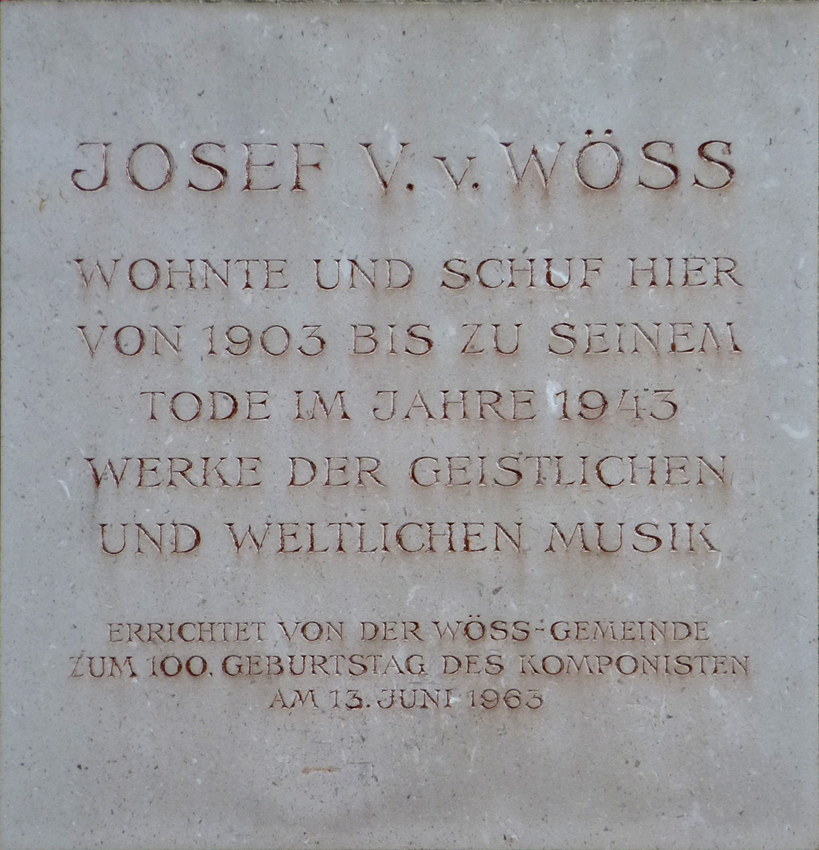 JOSEF V. v. WÖSS
WOHNTE UND SCHUF HIER
VON 1903 BIS ZU SEINEM
TODE IM JAHRE 1943
WERKE DER GEISTLICHEN
UND WELTLICHEN MUSIK
ERRICHTET VON DER WÖSS-GEMEINDE
ZUM 100. GEBURTSTAG DES KOMPONISTEN
AM 13. JUNI 1963